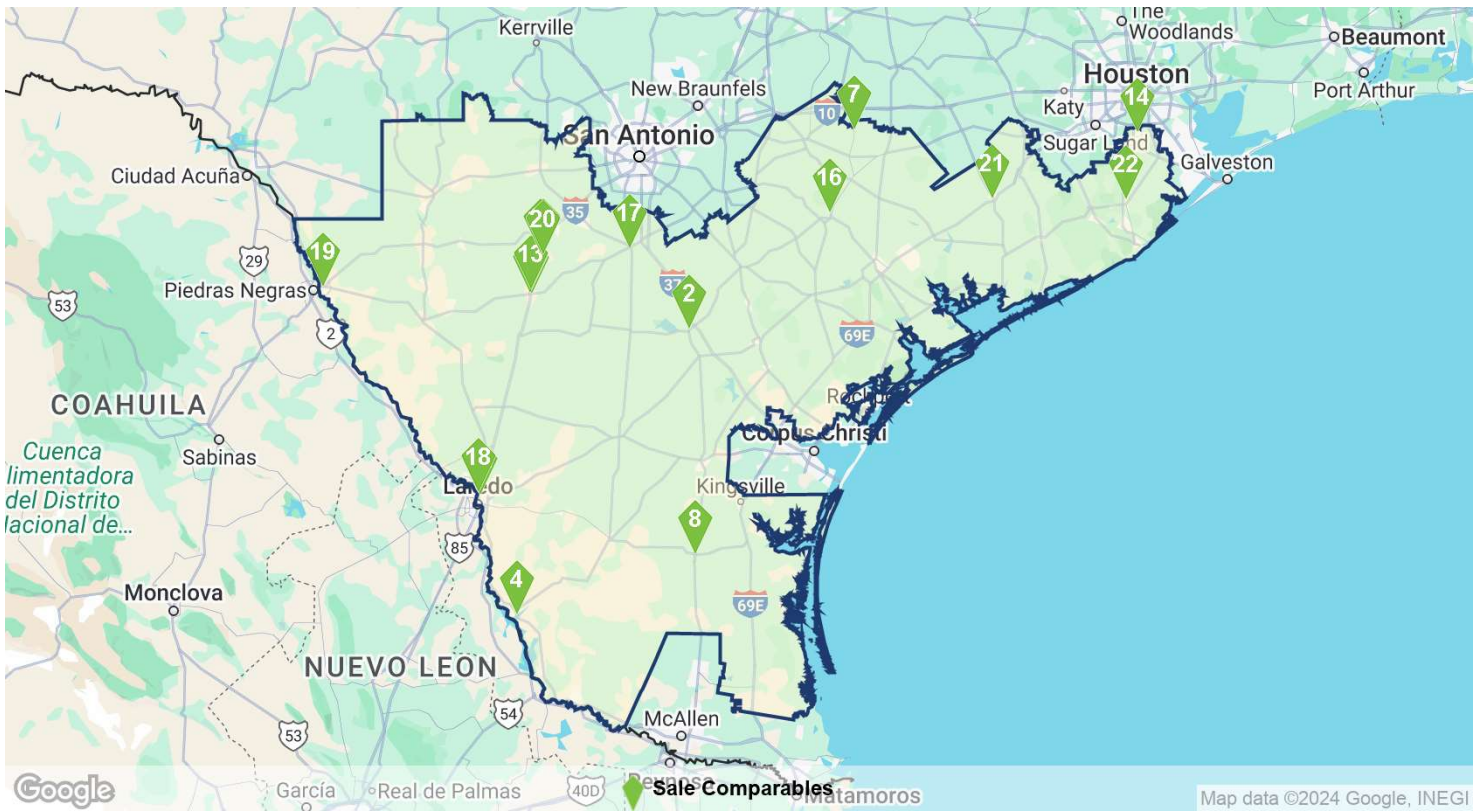 The
Woodlands
Kerrville
Beaumont
Houston
New Braunfels
Port Arthur
7
14
10
Katy
San Antonio
Sugar Land
Ciudad Acuña
Galveston
21
22
16
20
35
17
19
29
13
Piedras Negras
37
2
53
2
69E
COAHUILA
Rockport
Cuenca
limentadora
del Distrito
Nacional de...
Corpus Christi
Sabinas
18
Laredo
Kingsville
8
85
4
Monclova
69E
NUEVO LEON
54
McAllen
53
Reynosa
Google
García
Real de Palmas
40D
Sale Comparables
Matamoros
Map data ©2024 Google, INEGI